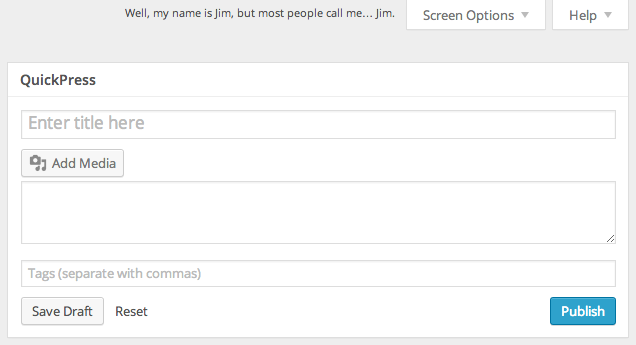 Well, my name is Jim, but most people call me… Jim.
Screen Options
Help
QuickPress
Enter title here
Add Media
Tags (separate with commas)
Save Draft
Reset
Publish